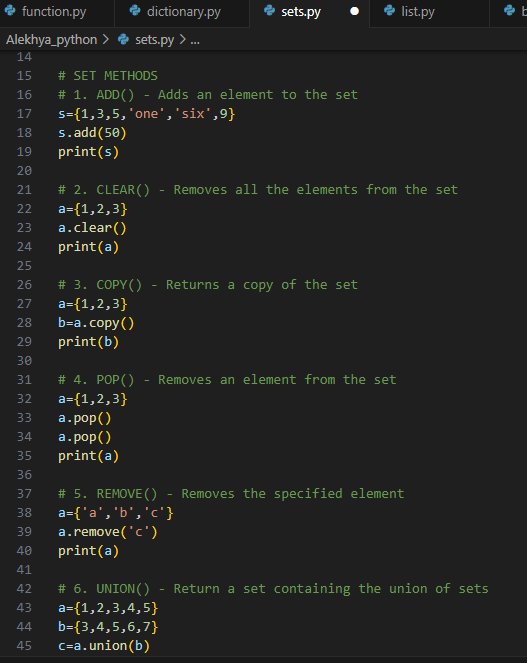 function.py dictionary.py sets.py list.py
Alekhya_python > sets.py > ...
14
15 # SET METHODS
16 # 1. ADD() - Adds an element to the set
17 s={1,3,5,'one','six',9}
18 s.add(50)
19 print(s)
20
21 # 2. CLEAR() - Removes all the elements from the set
22 a={1,2,3}
23 a.clear()
24 print(a)
25
26 # 3. COPY() - Returns a copy of the set
27 a={1,2,3}
28 b=a.copy()
29 print(b)
30
31 # 4. POP() - Removes an element from the set
32 a={1,2,3}
33 a.pop()
34 a.pop()
35 print(a)
36
37 # 5. REMOVE() - Removes the specified element
38 a={'a','b','c'}
39 a.remove('c')
40 print(a)
41
42 # 6. UNION() - Return a set containing the union of sets
43 a={1,2,3,4,5}
44 b={3,4,5,6,7}
45 c=a.union(b)